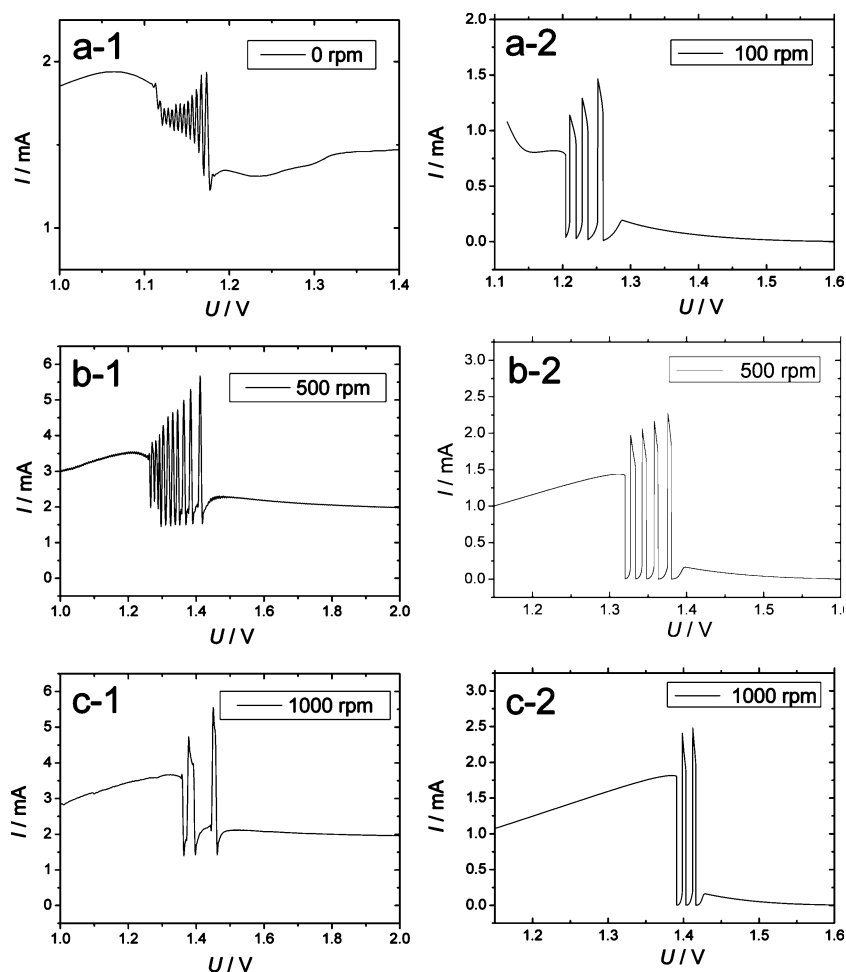 a-1
0 rpm
2
1
I / mA
1.0 1.1 1.2 1.3 1.4
U / V
a-2
100 rpm
2.0
1.5
1.0
0.5
0.0
I / mA
1.1 1.2 1.3 1.4 1.5 1.6
U / V
b-1
500 rpm
6
5
4
3
2
1
0
I / mA
1.0 1.2 1.4 1.6 1.8 2.0
U / V
b-2
500 rpm
3.0
2.5
2.0
1.5
1.0
0.5
0.0
I / mA
1.2 1.3 1.4 1.5 1.6
U / V
c-1
1000 rpm
6
5
4
3
2
1
0
I / mA
1.0 1.2 1.4 1.6 1.8 2.0
U / V
c-2
1000 rpm
3.0
2.5
2.0
1.5
1.0
0.5
0.0
I / mA
1.2 1.3 1.4 1.5 1.6
U / V